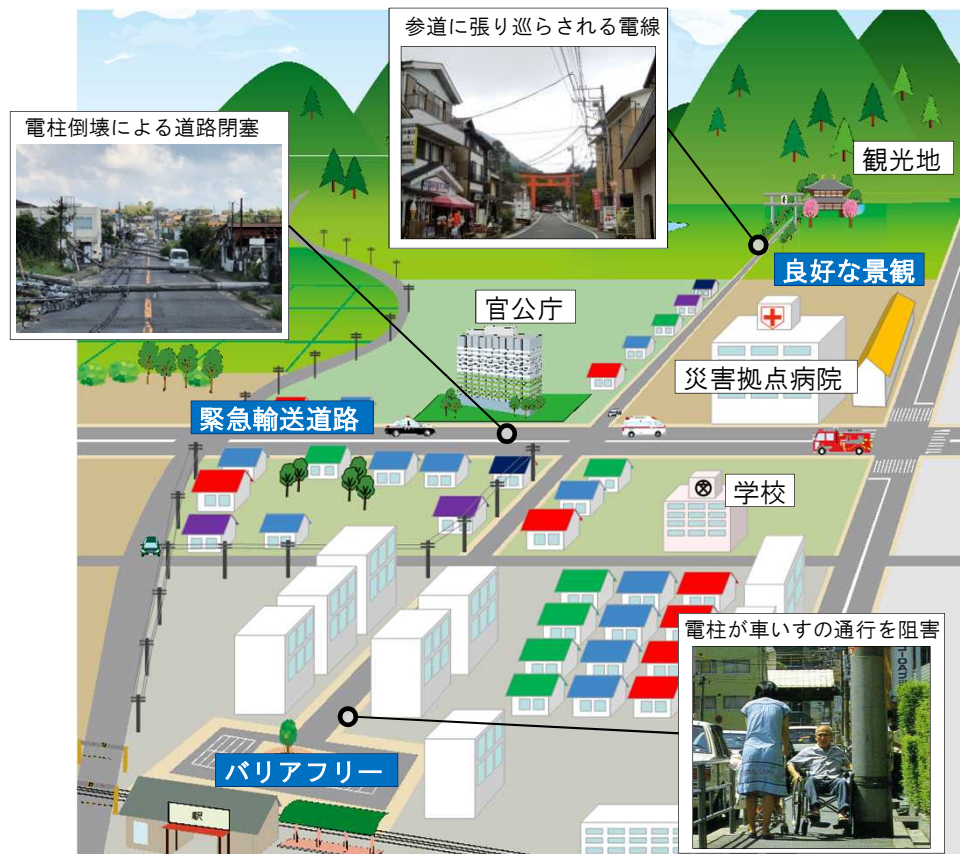 参道に張り巡らされる電線
電柱倒壊による道路閉塞
観光地
良好な景観
官公庁
災害拠点病院
緊急輸送道路
学校
文
電柱が車いすの通行を阻害
バリアフリー
駅